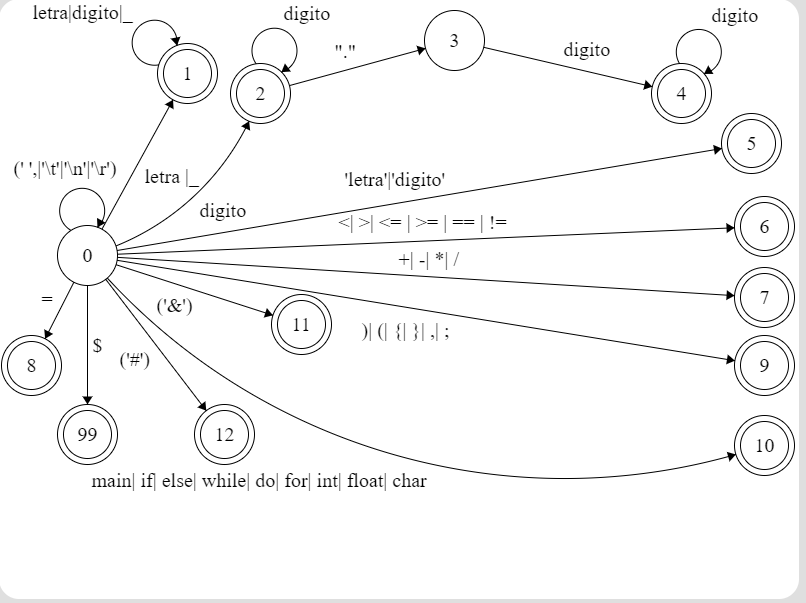 letra|digito|_
digito
digito
1
2
"."
3
digito
4
5
(' ',|'\t'|'\n'|'\r')
letra |_
digito
'letra'|'digito'
<| >| <= | >= | == | !=
6
0
+| -| *| /
7
=
('&')
11
)| (| {| }| ,| ;
8
$
('#')
9
99
12
10
main| if| else| while| do| for| int| float| char